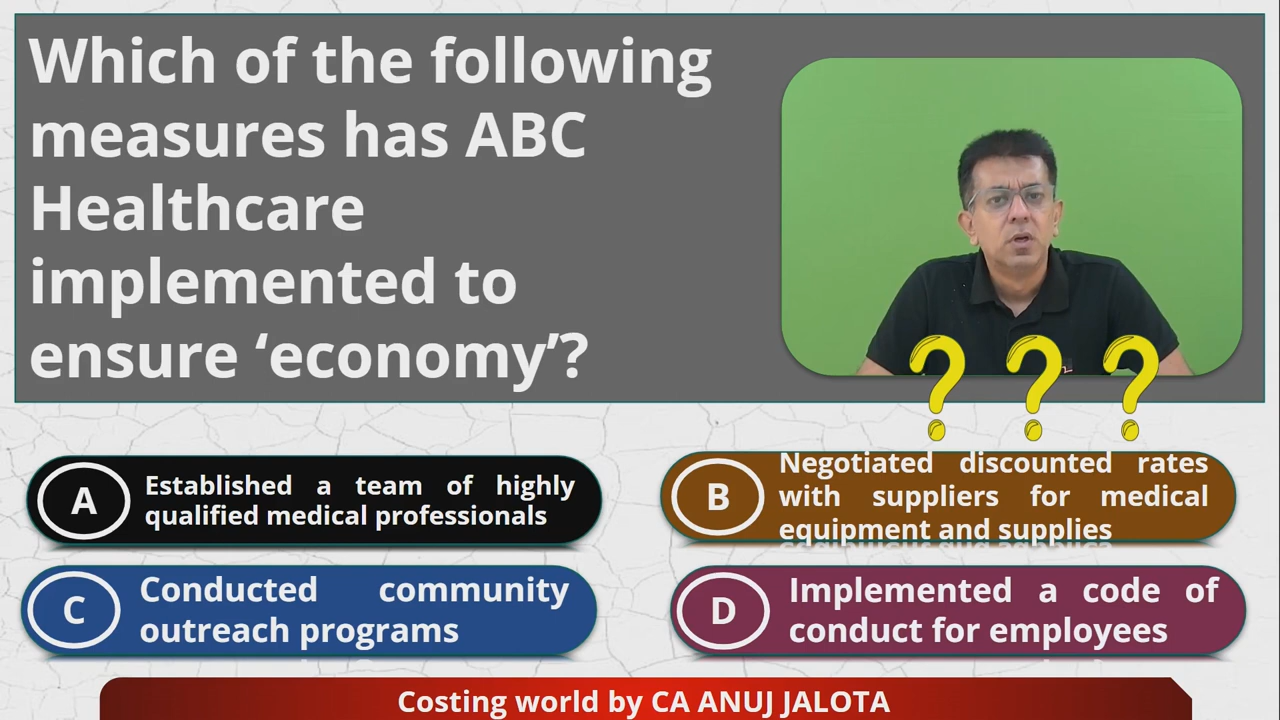 Which of the following
measures has ABC
Healthcare
implemented to
ensure ‘economy’?
? ? ?
A
Established a team of highly
qualified medical professionals
B
Negotiated discounted rates
with suppliers for medical
equipment and supplies
C
Conducted community
outreach programs
D
Implemented a code of
conduct for employees
Costing world by CA ANUJ JALOTA